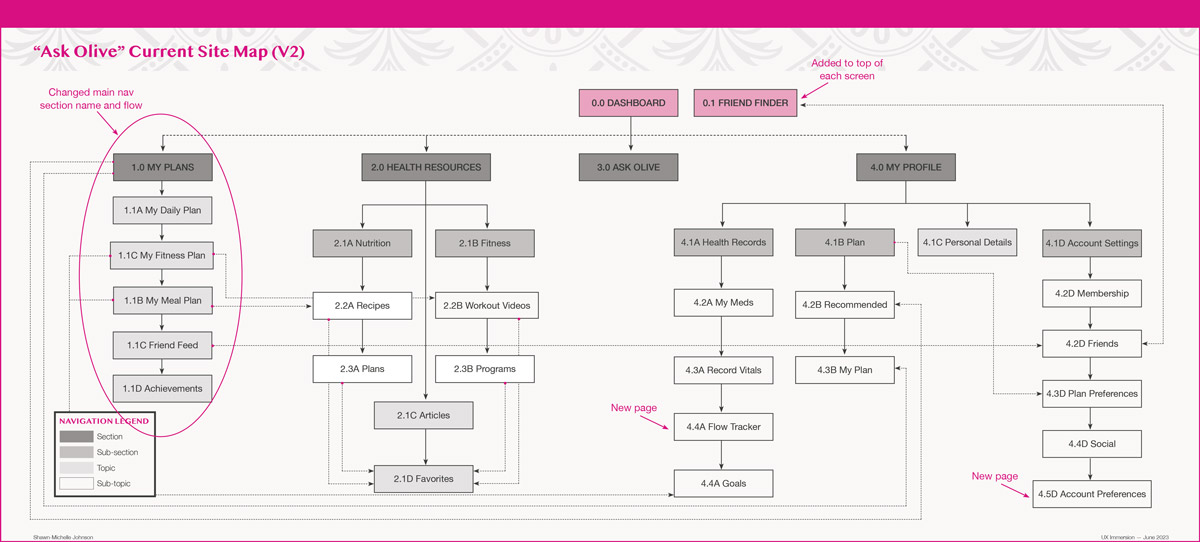 “Ask Olive” Current Site Map (V2)
Added to top of
each screen
Changed main nav
section name and flow
0.0 DASHBOARD
0.1 FRIEND FINDER
1.0 MY PLANS
2.0 HEALTH RESOURCES
3.0 ASK OLIVE
4.0 MY PROFILE
1.1A My Daily Plan
1.1C My Fitness Plan
1.1B My Meal Plan
1.1C Friend Feed
1.1D Achievements
2.1A Nutrition
2.1B Fitness
2.2A Recipes
2.2B Workout Videos
2.3A Plans
2.3B Programs
2.1C Articles
2.1D Favorites
4.1A Health Records
4.1B Plan
4.1C Personal Details
4.1D Account Settings
4.2A My Meds
4.3A Record Vitals
New page
4.4A Flow Tracker
4.4A Goals
4.2B Recommended
4.3B My Plan
4.2D Membership
4.2D Friends
4.3D Plan Preferences
4.4D Social
New page
4.5D Account Preferences
NAVIGATION LEGEND
Section
Sub-section
Topic
Sub-topic
Shawn-Michelle Johnson
UX Immersion — June 2023